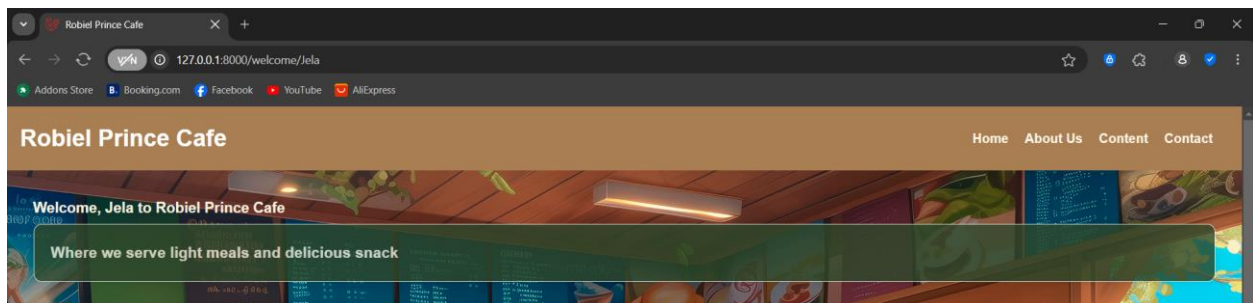 Robiel Prince Cafe
127.0.0.1:8000/welcome/Jela
Addons Store B. Booking.com Facebook YouTube AliExpress
Robiel Prince Cafe Home About Us Content Contact
Welcome, Jela to Robiel Prince Cafe
Where we serve light meals and delicious snack